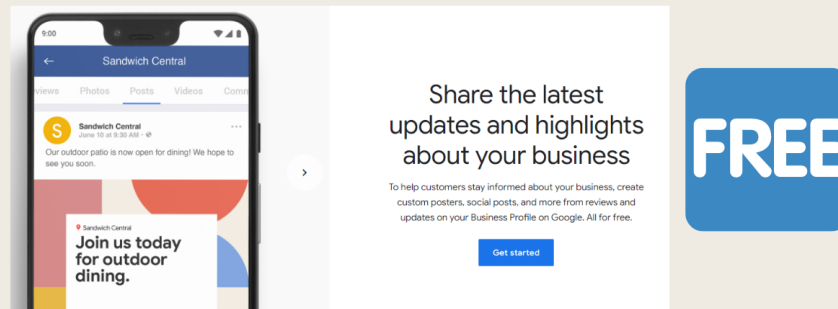 9:00
Sandwich Central
Photos
Posts
Videos
S
Sandwich Central
June 16 at 9:30 AM
Our outdoor patio is now open for dining! We hope to
see you soon.
Sandwich Central
Join us today
for outdoor
dining.
Share the latest
updates and highlights
about your business
To help customers stay informed about your business, create
custom posters, social posts, and more from reviews and
updates on your Business Profile on Google. All for free.
Get started
FREE